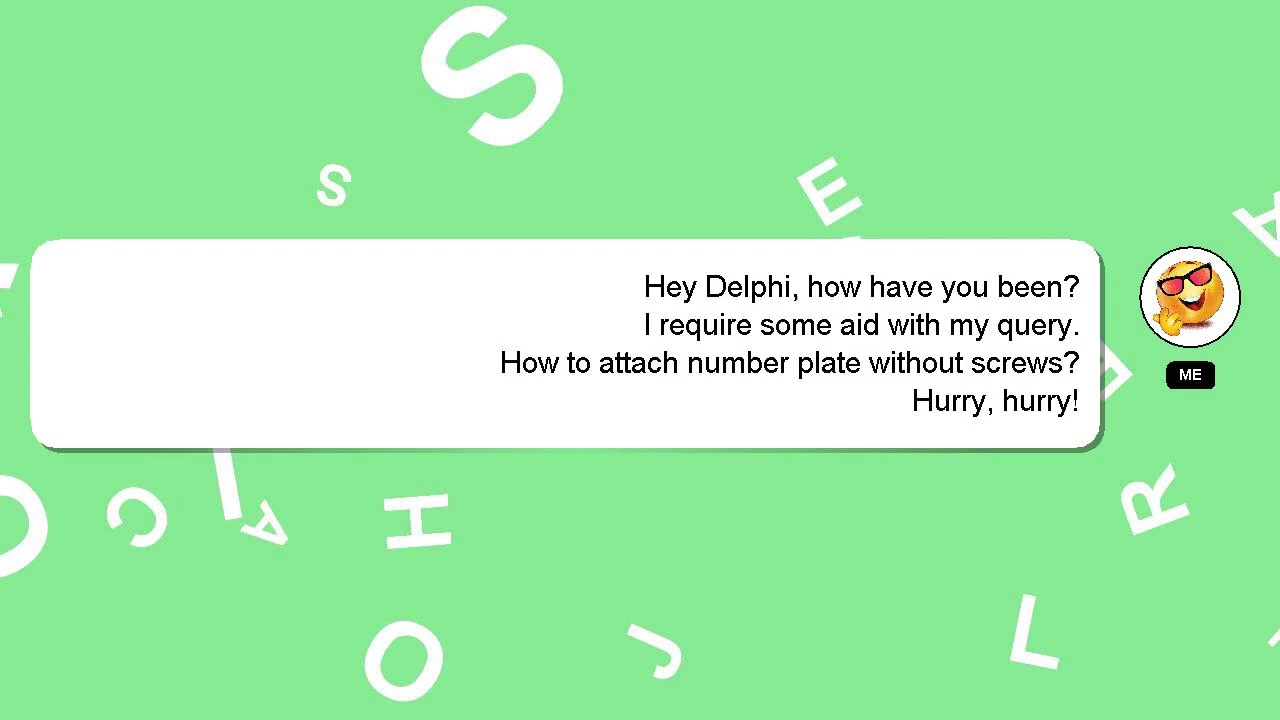 Hey Delphi, how have you been?
I require some aid with my query.
How to attach number plate without screws?
Hurry, hurry!
ME
S
S
E
A
E
O
C
I
A
H
R
O
J
L